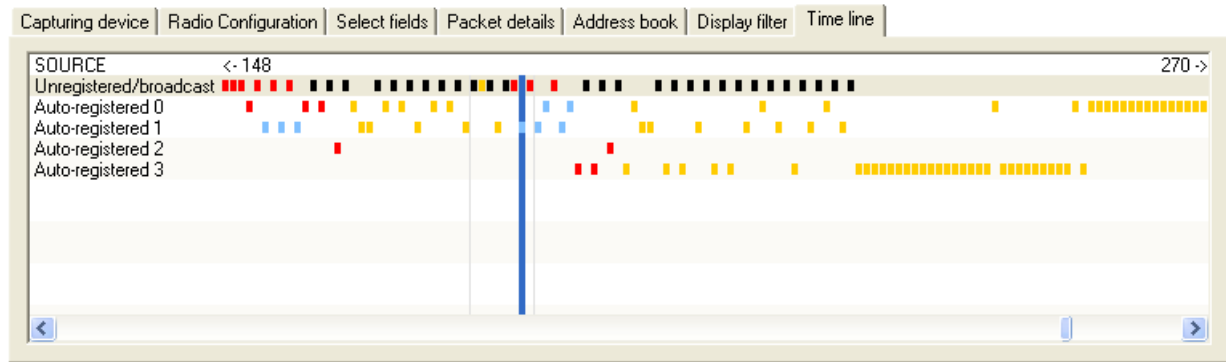 Capturing device Radio Configuration Select fields Packet details Address book Display filter Time line
SOURCE <- 148 270 ->
Unregistered/broadcast
Auto-registered 0
Auto-registered 1
Auto-registered 2
Auto-registered 3